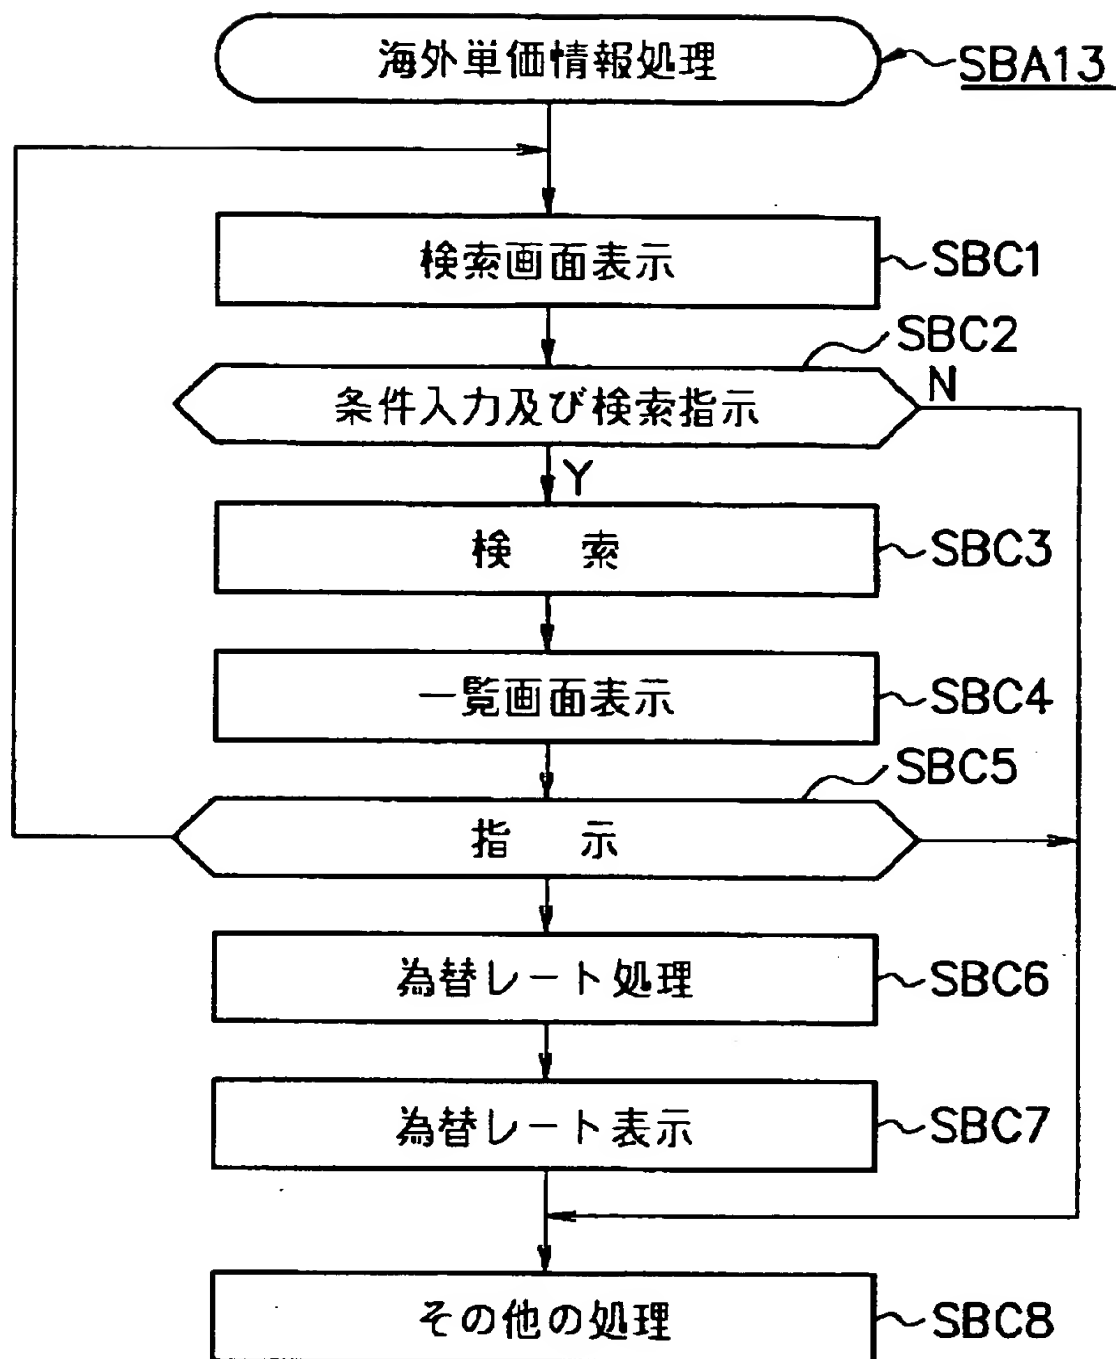 海外単価情報処理 SBA13
検索画面表示 SBC1
SBC2
条件入力及び検索指示 N
Y
検 索 SBC3
一覧画面表示 SBC4
SBC5
指 示
為替レート処理 SBC6
為替レート表示 SBC7
その他の処理 SBC8